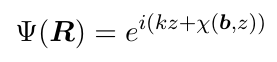 Ψ(𝑹) = e^{i(kz+χ(𝒃,z))}